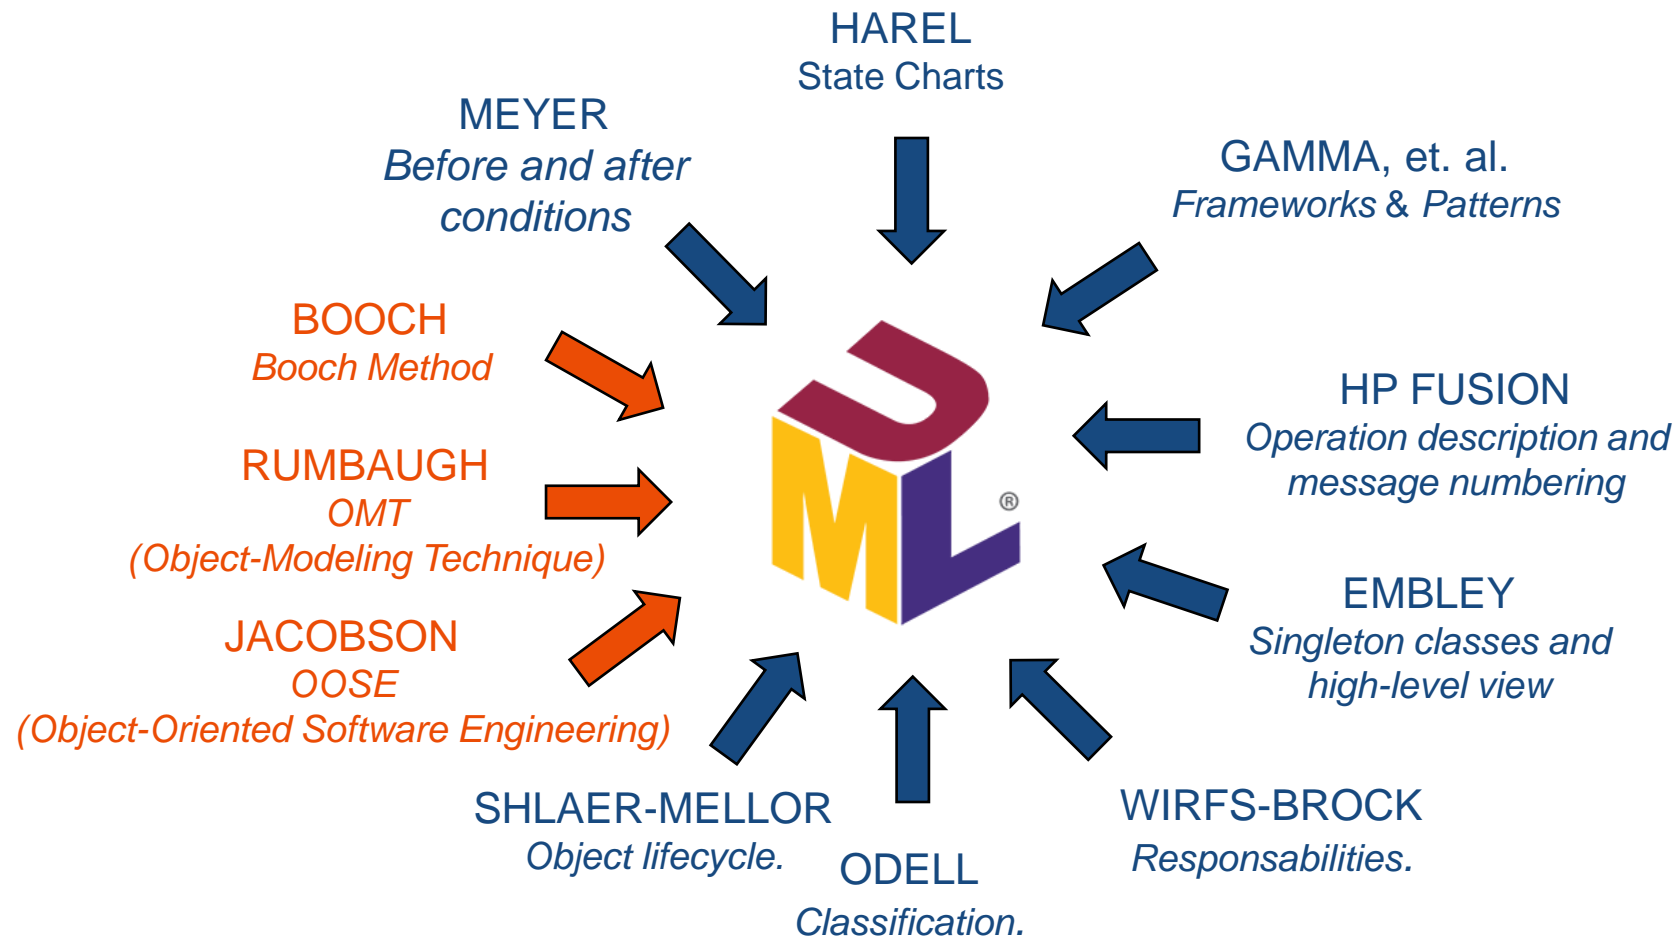 HAREL
State Charts
MEYER
Before and after
conditions
GAMMA, et. al.
Frameworks & Patterns
BOOCH
Booch Method
HP FUSION
Operation description and
message numbering
RUMBAUGH
OMT
(Object-Modeling Technique)
UML®
EMBLEY
Singleton classes and
high-level view
JACOBSON
OOSE
(Object-Oriented Software Engineering)
SHLAER-MELLOR
Object lifecycle.
ODELL
Classification.
WIRFS-BROCK
Responsabilities.